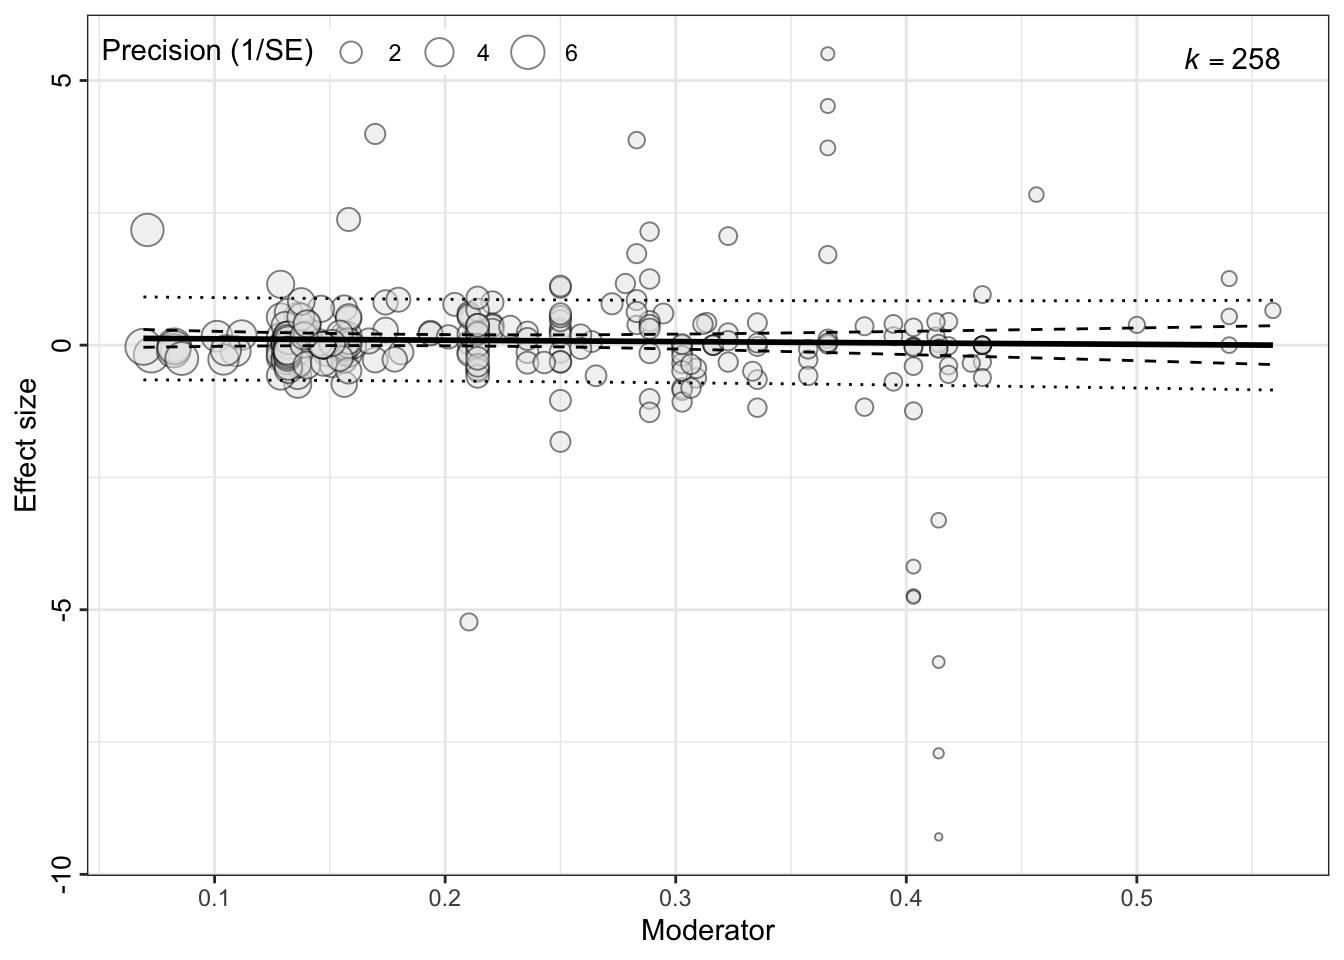 Precision (1/SE) 2 4 6
k = 258
5
0
-5
-10
Effect size
0.1 0.2 0.3 0.4 0.5
Moderator